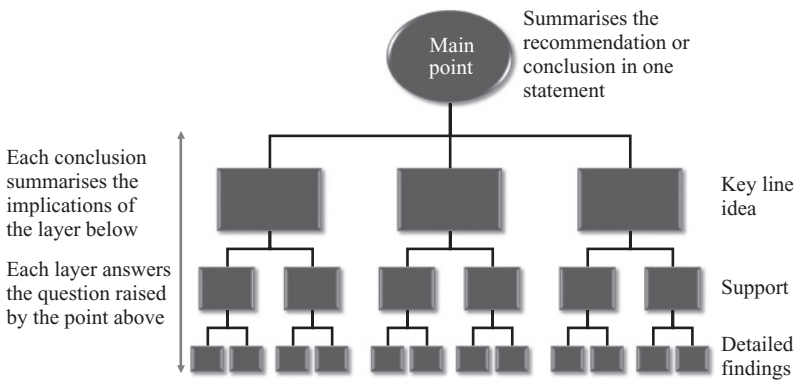 Main
point
Summarises the
recommendation or
conclusion in one
statement
Each conclusion
summarises the
implications of
the layer below
Each layer answers
the question raised
by the point above
Key line
idea
Support
Detailed
findings